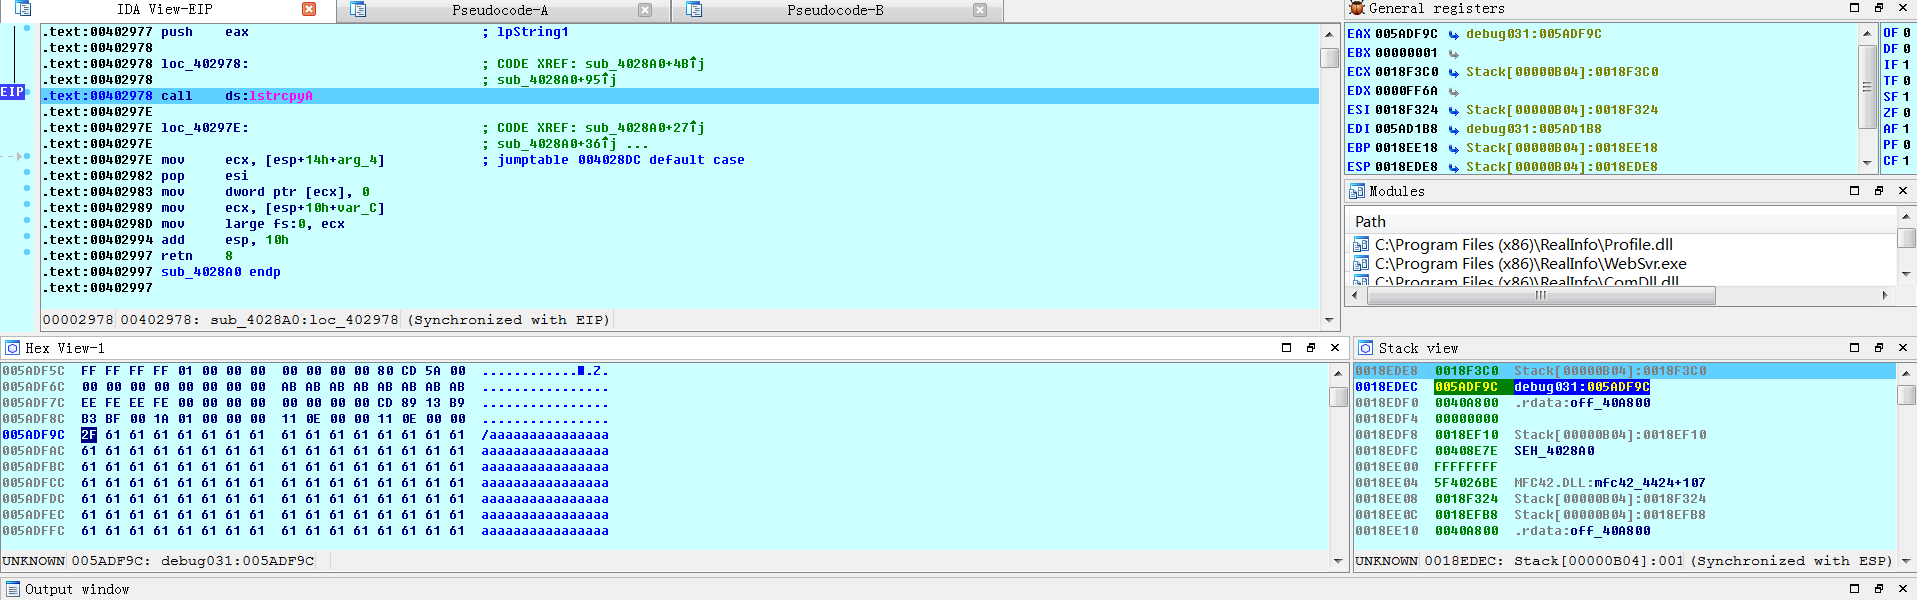 IDA View-EIP
Pseudocode-A
Pseudocode-B
.text:00402977 push eax ; lpString1
.text:00402978
.text:00402978 loc_402978: ; CODE XREF: sub_4028A0+4B↑j
.text:00402978 ; sub_4028A0+95↑j
EIP
.text:00402978 call ds:lstrcpyA
.text:0040297E
.text:0040297E loc_40297E: ; CODE XREF: sub_4028A0+27↑j
.text:0040297E ; sub_4028A0+36↑j ...
.text:0040297E mov ecx, [esp+14h+arg_4] ; jumptable 004028DC default case
.text:00402982 pop esi
.text:00402983 mov dword ptr [ecx], 0
.text:00402989 mov ecx, [esp+10h+var_C]
.text:0040298D mov large fs:0, ecx
.text:00402994 add esp, 10h
.text:00402997 retn 8
.text:00402997 sub_4028A0 endp
.text:00402997
00002978 00402978: sub_4028A0:loc_402978 (Synchronized with EIP)
General registers
EAX 005ADF9C debug031:005ADF9C
EBX 00000001
ECX 0018F3C0 Stack[00000B04]:0018F3C0
EDX 0000FF6A
ESI 0018F324 Stack[00000B04]:0018F324
EDI 005AD1B8 debug031:005AD1B8
EBP 0018EE18 Stack[00000B04]:0018EE18
ESP 0018EDE8 Stack[00000B04]:0018EDE8
OF 0
DF 0
IF 1
TF 0
SF 1
ZF 0
AF 1
PF 0
CF 1
Modules
Path
C:\Program Files (x86)\RealInfo\Profile.dll
C:\Program Files (x86)\RealInfo\WebSvr.exe
C:\Program Files (x86)\RealInfo\ComDll.dll
Hex View-1
005ADF5C FF FF FF FF 01 00 00 00 00 00 00 00 80 CD 5A 00 ............■.Z.
005ADF6C 00 00 00 00 00 00 00 00 AB AB AB AB AB AB AB AB ................
005ADF7C EE FE EE FE 00 00 00 00 00 00 00 00 CD 89 13 B9 ................
005ADF8C B3 BF 00 1A 01 00 00 00 11 0E 00 00 11 0E 00 00 ................
005ADF9C 2F 61 61 61 61 61 61 61 61 61 61 61 61 61 61 61 /aaaaaaaaaaaaaaa
005ADFAC 61 61 61 61 61 61 61 61 61 61 61 61 61 61 61 61 aaaaaaaaaaaaaaaa
005ADFBC 61 61 61 61 61 61 61 61 61 61 61 61 61 61 61 61 aaaaaaaaaaaaaaaa
005ADFCC 61 61 61 61 61 61 61 61 61 61 61 61 61 61 61 61 aaaaaaaaaaaaaaaa
005ADFDC 61 61 61 61 61 61 61 61 61 61 61 61 61 61 61 61 aaaaaaaaaaaaaaaa
005ADFEC 61 61 61 61 61 61 61 61 61 61 61 61 61 61 61 61 aaaaaaaaaaaaaaaa
005ADFFC 61 61 61 61 61 61 61 61 61 61 61 61 61 61 61 61 aaaaaaaaaaaaaaaa
UNKNOWN 005ADF9C: debug031:005ADF9C
Stack view
0018EDE8 0018F3C0 Stack[00000B04]:0018F3C0
0018EDEC 005ADF9C debug031:005ADF9C
0018EDF0 0040A800 .rdata:off_40A800
0018EDF4 00000000
0018EDF8 0018EF10 Stack[00000B04]:0018EF10
0018EDFC 00408E7E SEH_4028A0
0018EE00 FFFFFFFF
0018EE04 5F4026BE MFC42.DLL:mfc42_4424+107
0018EE08 0018F324 Stack[00000B04]:0018F324
0018EE0C 0018EFB8 Stack[00000B04]:0018EFB8
0018EE10 0040A800 .rdata:off_40A800
UNKNOWN 0018EDEC: Stack[00000B04]:001 (Synchronized with ESP)
Output window